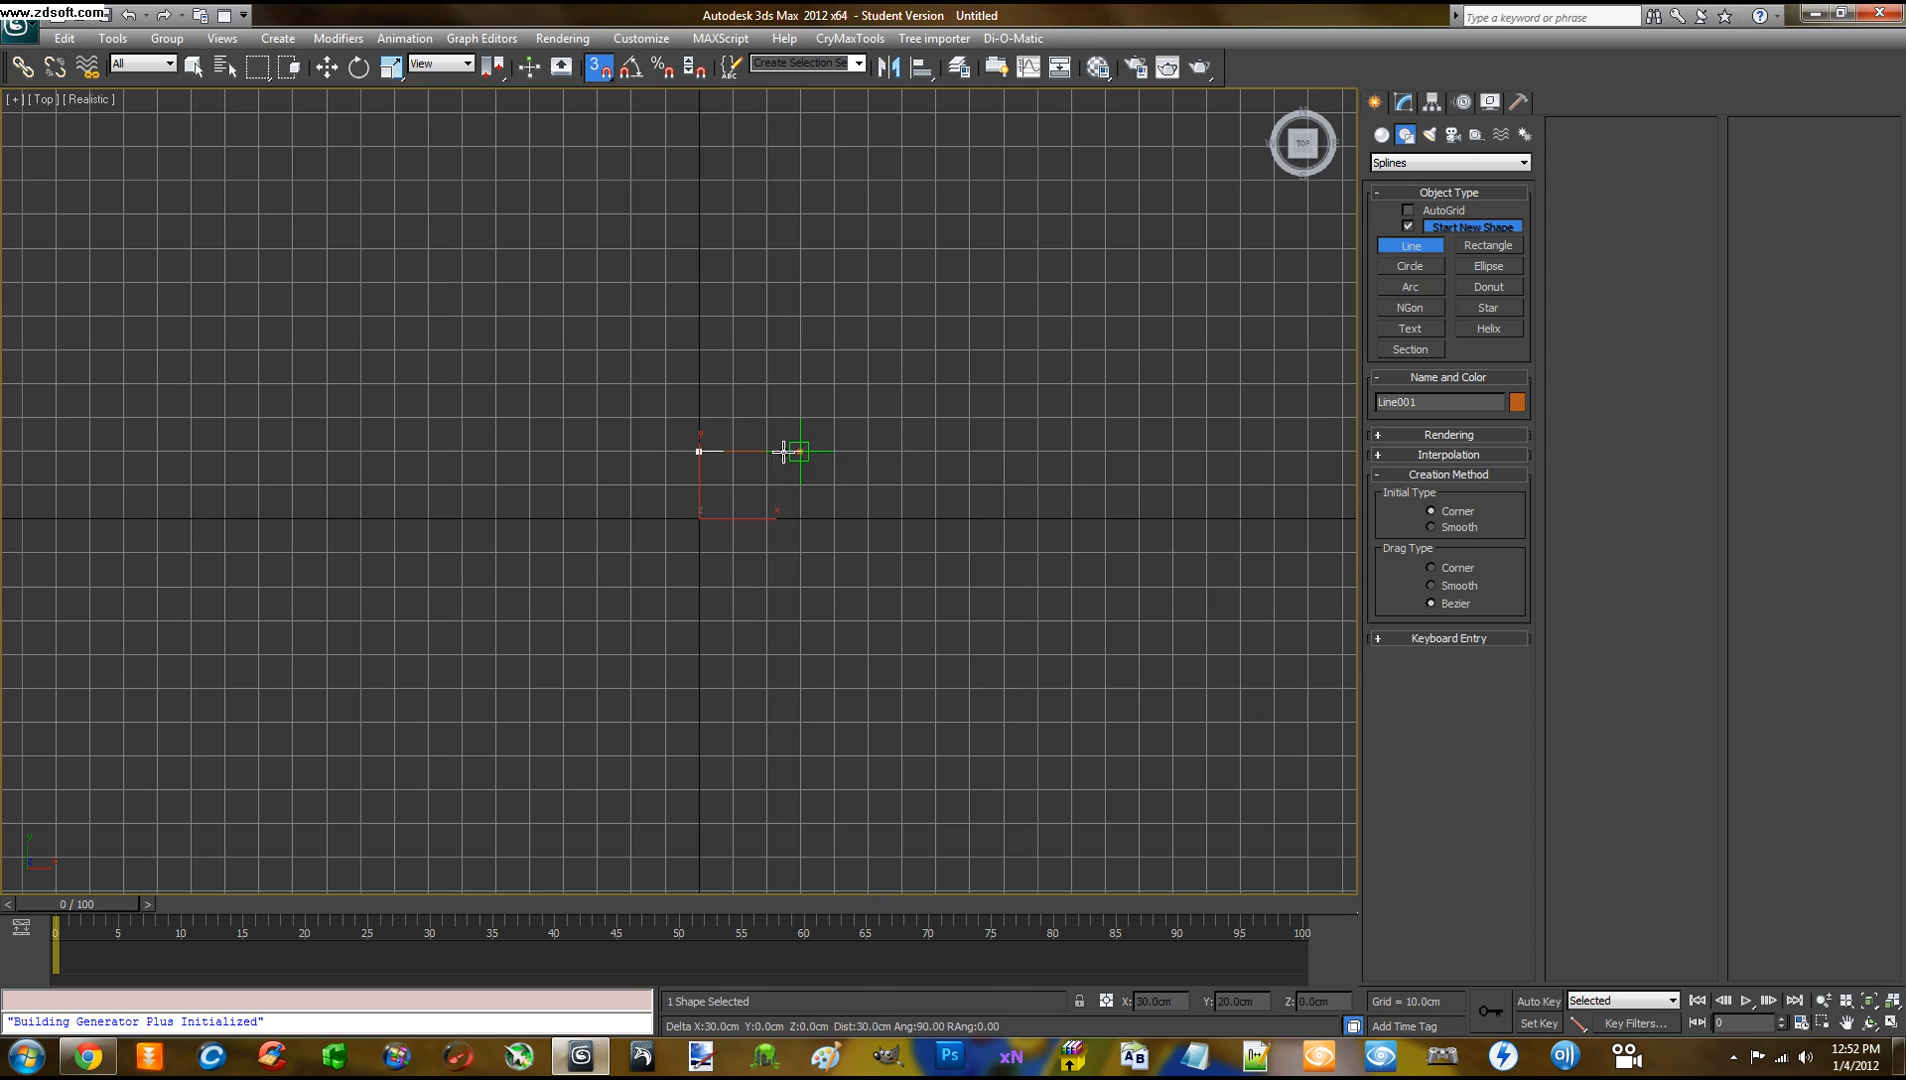 www.zdsoft.com
Autodesk 3ds Max 2012 x64 - Student Version Untitled
Type a keyword or phrase
Edit Tools Group Views Create Modifiers Animation Graph Editors Rendering Customize MAXScript Help CryMaxTools Tree importer Di-O-Matic
All View 3 Create Selection Se
[ + ] [ Top ] [ Realistic ]
TOP
Splines
- Object Type
AutoGrid
Start New Shape
Line Rectangle
Circle Ellipse
Arc Donut
NGon Star
Text Helix
Section
- Name and Color
Line001
+ Rendering
+ Interpolation
- Creation Method
Initial Type
Corner
Smooth
Drag Type
Corner
Smooth
Bezier
+ Keyboard Entry
y
z x
y
z x
< 0 / 100 >
0 5 10 15 20 25 30 35 40 45 50 55 60 65 70 75 80 85 90 95 100
1 Shape Selected X: 30.0cm Y: 20.0cm Z: 0.0cm Grid = 10.0cm Auto Key Selected
"Building Generator Plus Initialized" Delta X:30.0cm Y:0.0cm Z:0.0cm Dist:30.0cm Ang:90.00 RAng:0.00 Add Time Tag Set Key Key Filters... 0
Ps xN AB
12:52 PM
1/4/2012